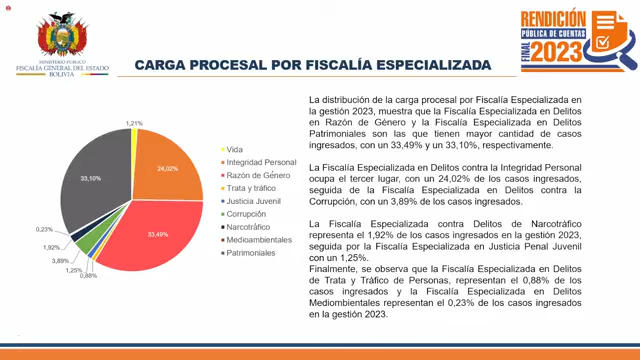 MINISTERIO PÚBLICO
FISCALÍA GENERAL DEL ESTADO
BOLIVIA
CARGA PROCESAL POR FISCALÍA ESPECIALIZADA
RENDICIÓN
PÚBLICA DE CUENTAS
FINAL
2023
1,21%
24,02%
33,49%
0,88%
1,25%
3,89%
1,92%
0,23%
33,10%
Vida
Integridad Personal
Razón de Género
Trata y tráfico
Justicia Juvenil
Corrupción
Narcotráfico
Medioambientales
Patrimoniales
La distribución de la carga procesal por Fiscalía Especializada en
la gestión 2023, muestra que la Fiscalía Especializada en Delitos
en Razón de Género y la Fiscalía Especializada en Delitos
Patrimoniales son las que tienen mayor cantidad de casos
ingresados, con un 33,49% y un 33,10%, respectivamente.
La Fiscalía Especializada en Delitos contra la Integridad Personal
ocupa el tercer lugar, con un 24,02% de los casos ingresados,
seguida de la Fiscalía Especializada en Delitos contra la
Corrupción, con un 3,89% de los casos ingresados.
La Fiscalía Especializada contra Delitos de Narcotráfico
representa el 1,92% de los casos ingresados en la gestión 2023,
seguida por la Fiscalía Especializada en Justicia Penal Juvenil
con un 1,25%.
Finalmente, se observa que la Fiscalía Especializada en Delitos
de Trata y Tráfico de Personas, representan el 0,88% de los
casos ingresados y la Fiscalía Especializada en Delitos
Mediombientales representan el 0,23% de los casos ingresados
en la gestión 2023.